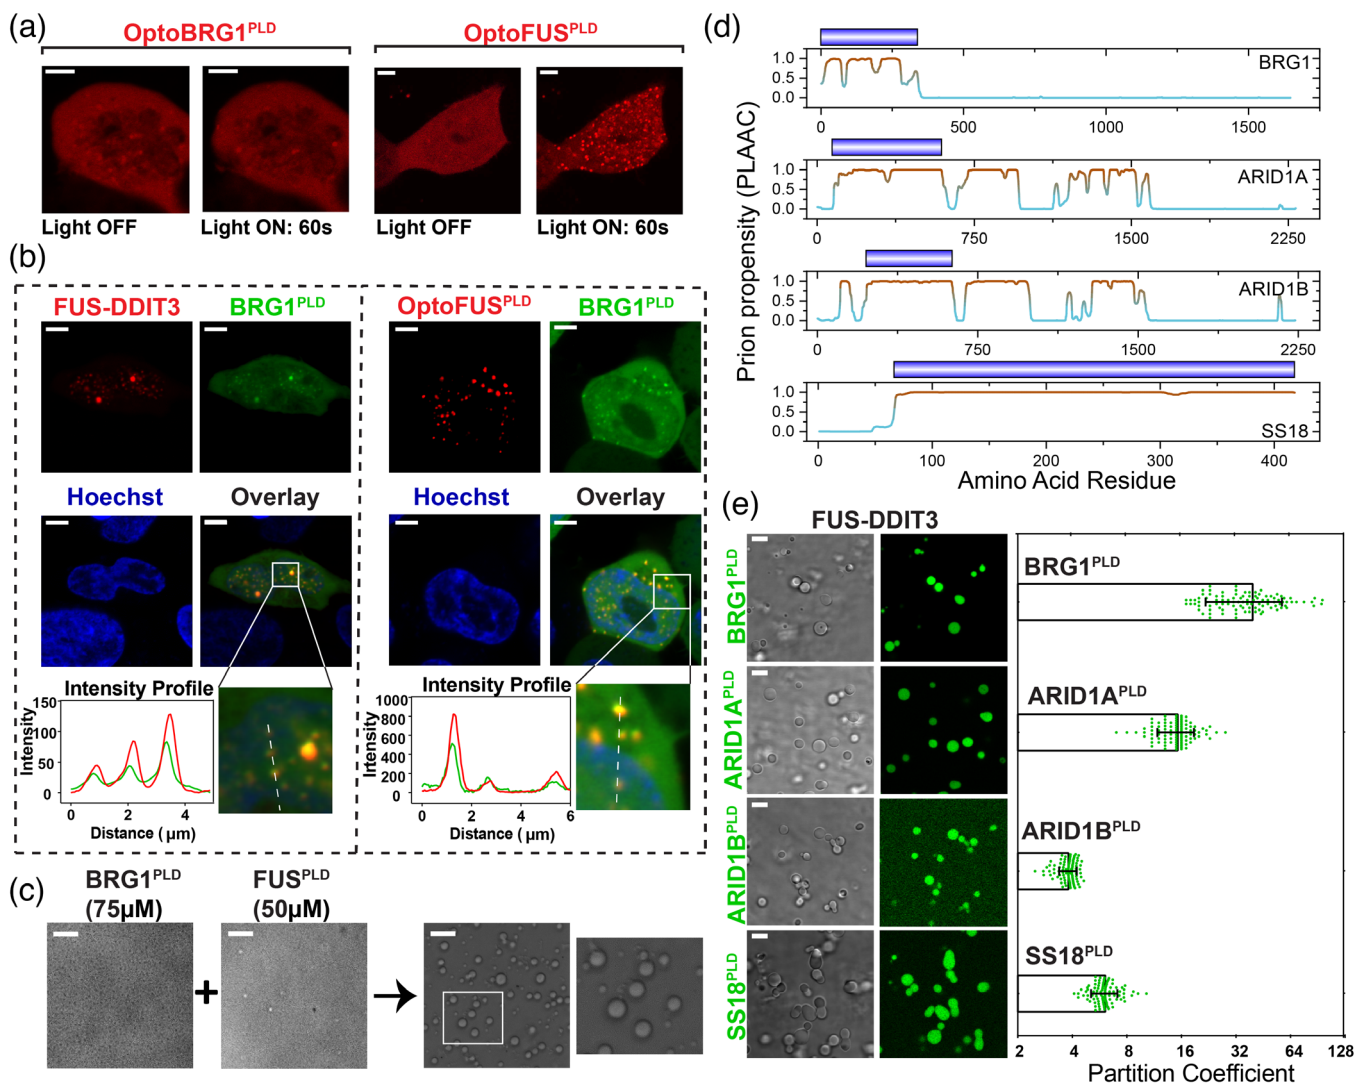 (a)
OptoBRG1PLD
OptoFUSPLD
Light OFF
Light ON: 60s
Light OFF
Light ON: 60s
(b)
FUS-DDIT3
BRG1PLD
OptoFUSPLD
BRG1PLD
Hoechst
Overlay
Hoechst
Overlay
Intensity Profile
Intensity
150
100
50
0
0 2 4
Distance (μm)
Intensity Profile
Intensity
1000
800
600
400
200
0
0 2 4 6
Distance (μm)
(c)
BRG1PLD
(75μM)
+
FUSPLD
(50μM)
(d)
Prion propensity (PLAAC)
1.0
0.5
0.0
BRG1
0 500 1000 1500
1.0
0.5
0.0
ARID1A
0 750 1500 2250
1.0
0.5
0.0
ARID1B
0 750 1500 2250
1.0
0.5
0.0
SS18
0 100 200 300 400
Amino Acid Residue
(e)
FUS-DDIT3
BRG1PLD
ARID1APLD
ARID1BPLD
SS18PLD
BRG1PLD
ARID1APLD
ARID1BPLD
SS18PLD
2 4 8 16 32 64 128
Partition Coefficient